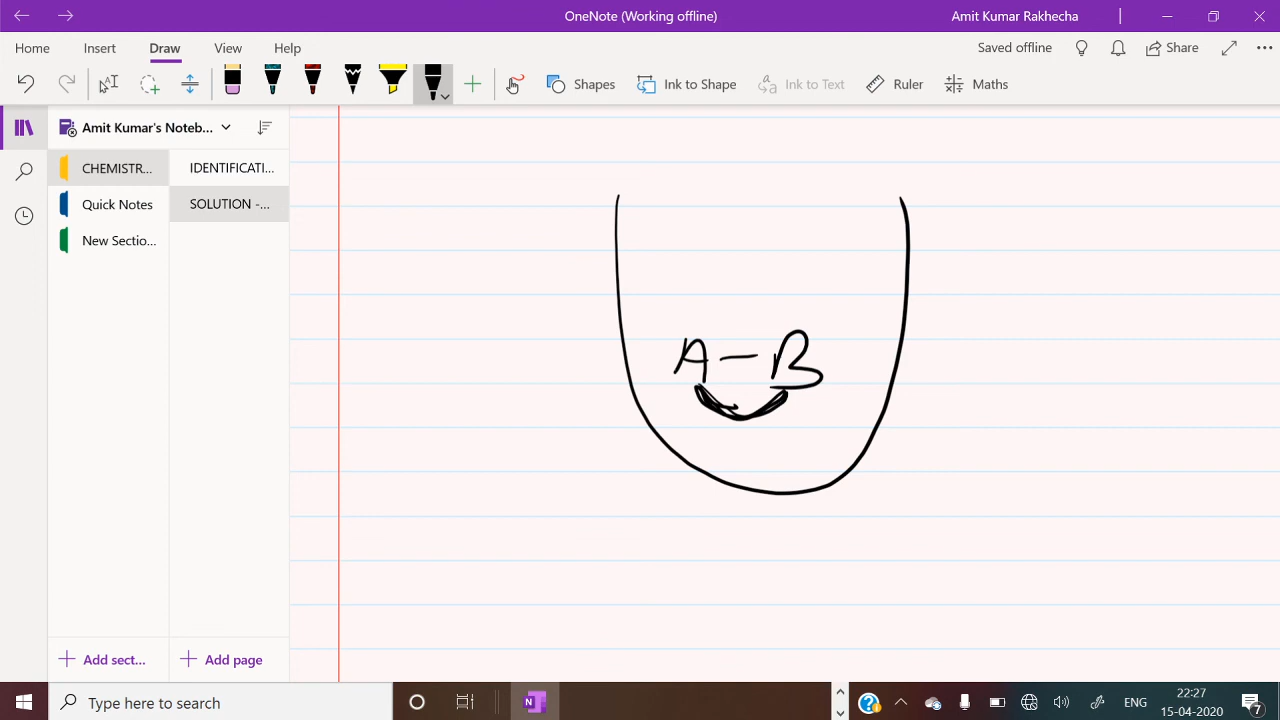 OneNote (Working offline)
Amit Kumar Rakhecha
Home Insert Draw View Help
Saved offline
Share
Shapes
Ink to Shape
Ink to Text
Ruler
Maths
Amit Kumar's Noteb...
CHEMISTR...
Quick Notes
New Sectio...
IDENTIFICATI...
SOLUTION -...
A – B
Add sect...
Add page
Type here to search
ENG
22:27
15-04-2020
7